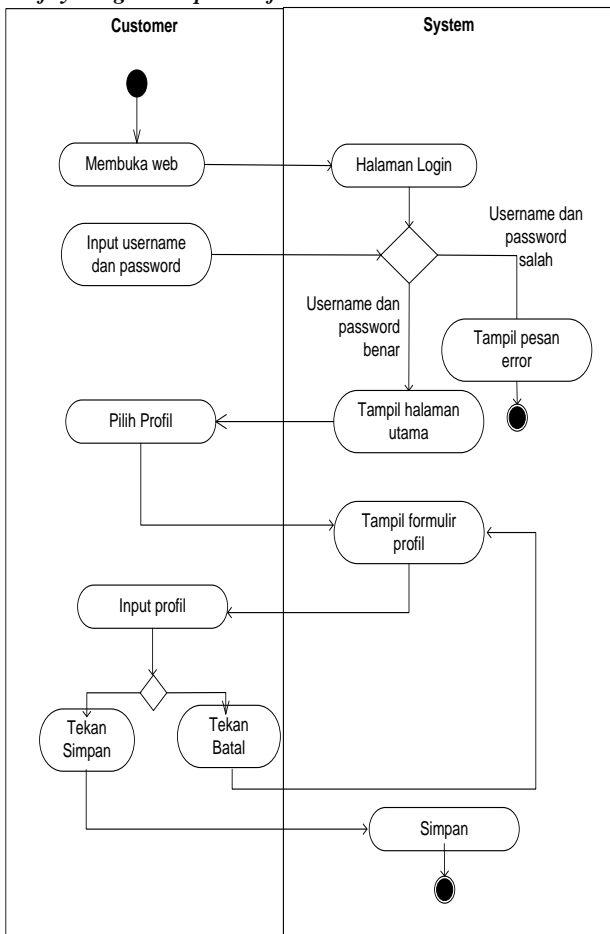 Customer
System
Membuka web
Halaman Login
Input username
dan password
Username dan
password
salah
Username dan
password
benar
Tampil pesan
error
Pilih Profil
Tampil halaman
utama
Tampil formulir
profil
Input profil
Tekan
Simpan
Tekan
Batal
Simpan